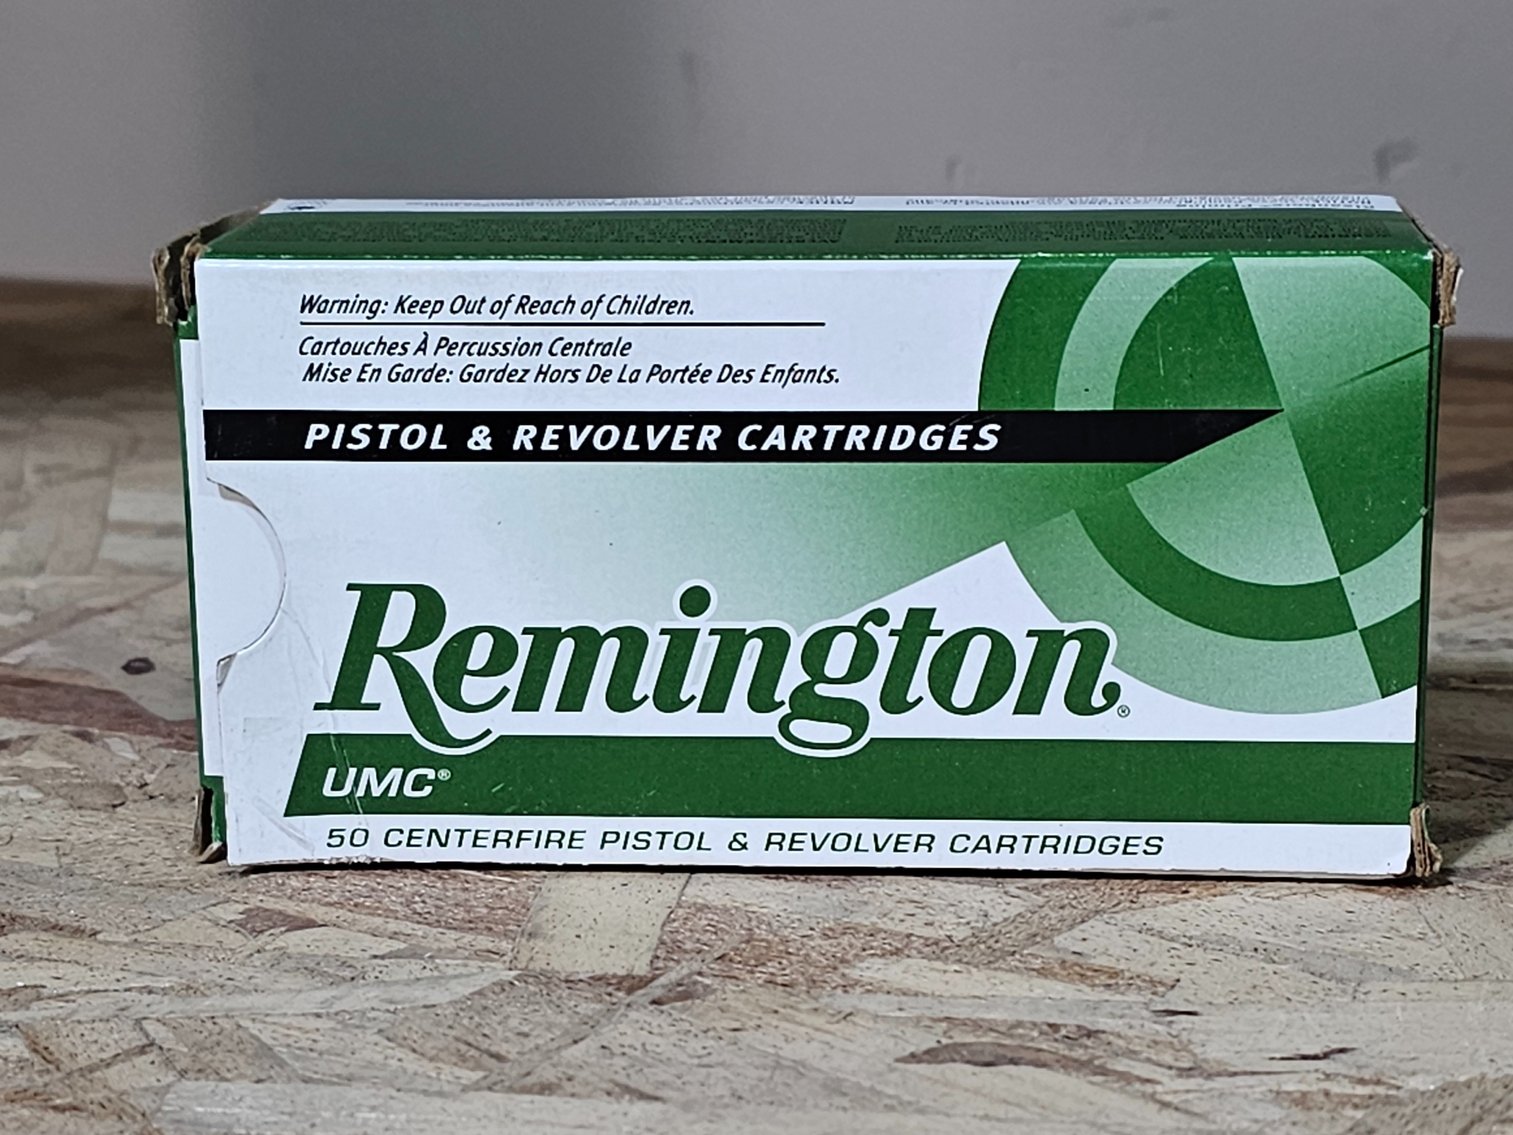 Warning: Keep Out of Reach of Children.
Cartouches À Percussion Centrale
Mise En Garde: Gardez Hors De La Portée Des Enfants.
PISTOL & REVOLVER CARTRIDGES
Remington®
UMC®
50 CENTERFIRE PISTOL & REVOLVER CARTRIDGES